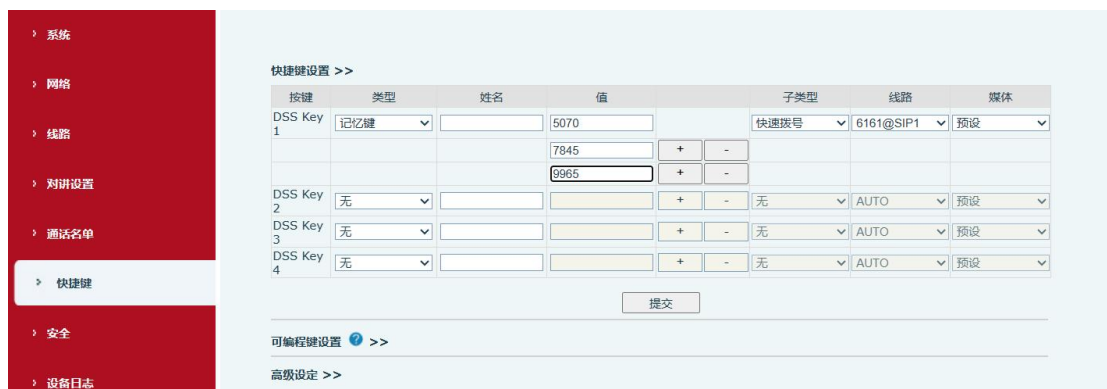 系统
网络
线路
对讲设置
通话名单
快捷键
安全
设备日志
快捷键设置 >>
按键 类型 姓名 值 子类型 线路 媒体
DSS Key 1 记忆键 5070 快速拨号 6161@SIP1 预设
7845 + -
9965 + -
DSS Key 2 无 + - 无 AUTO 预设
DSS Key 3 无 + - 无 AUTO 预设
DSS Key 4 无 + - 无 AUTO 预设
提交
可编程键设置 ? >>
高级设定 >>